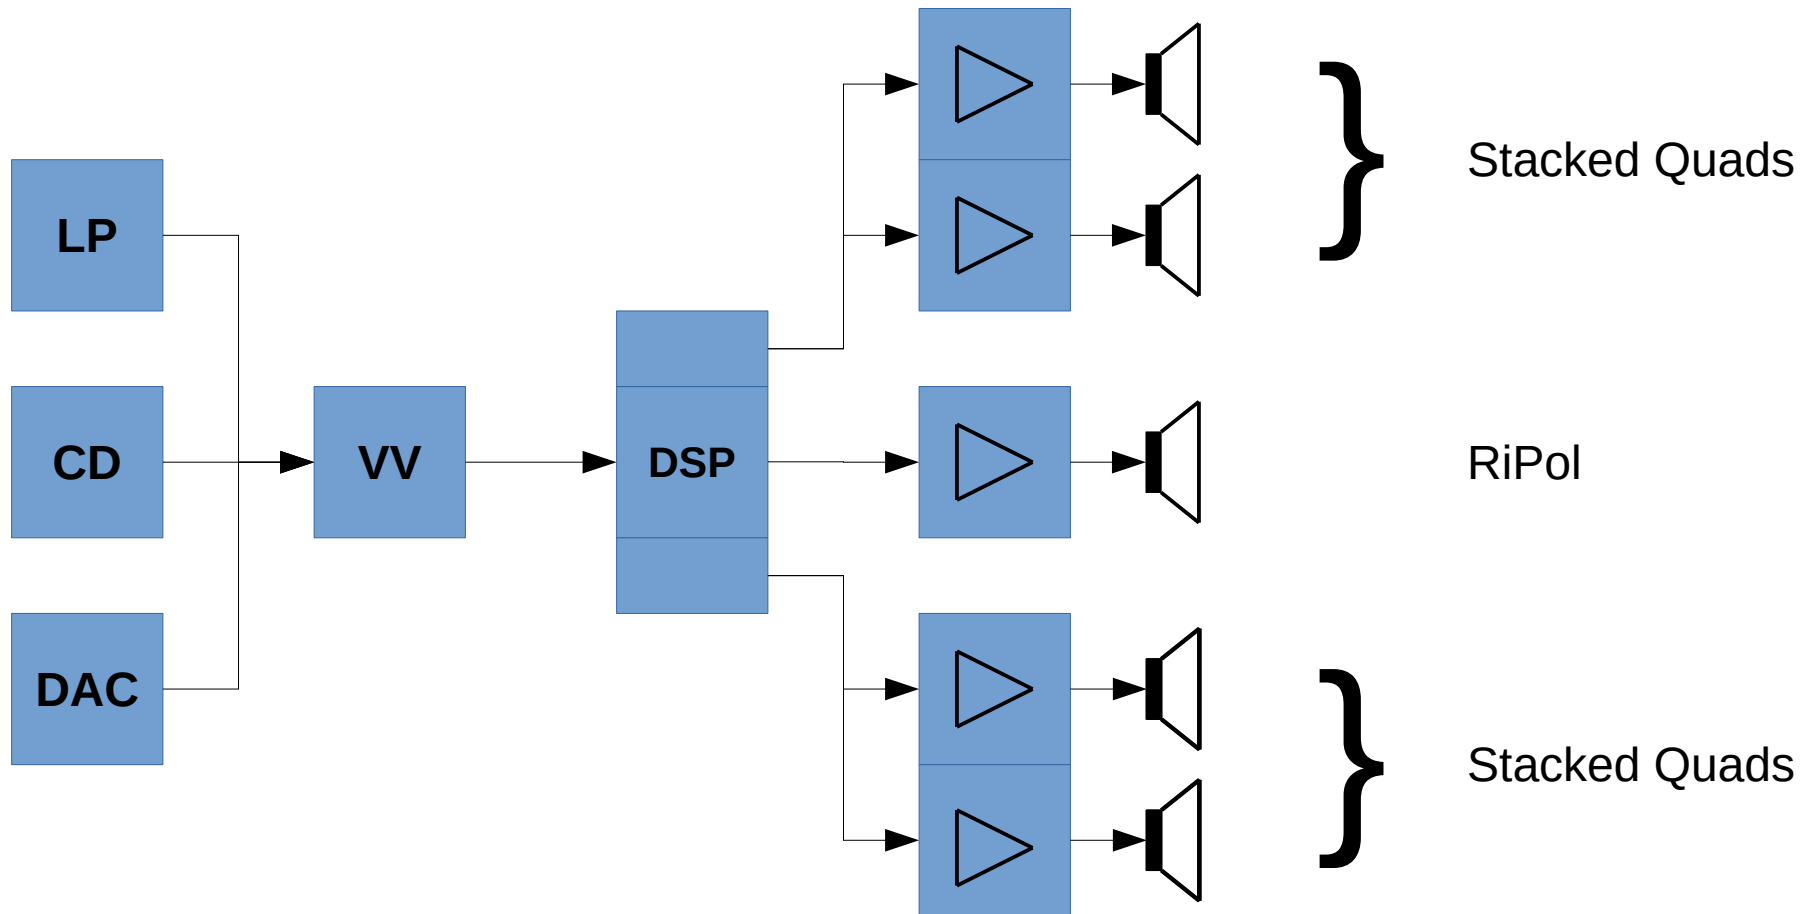 Stacked Quads
LP
CD
VV
DSP
RiPol
DAC
Stacked Quads